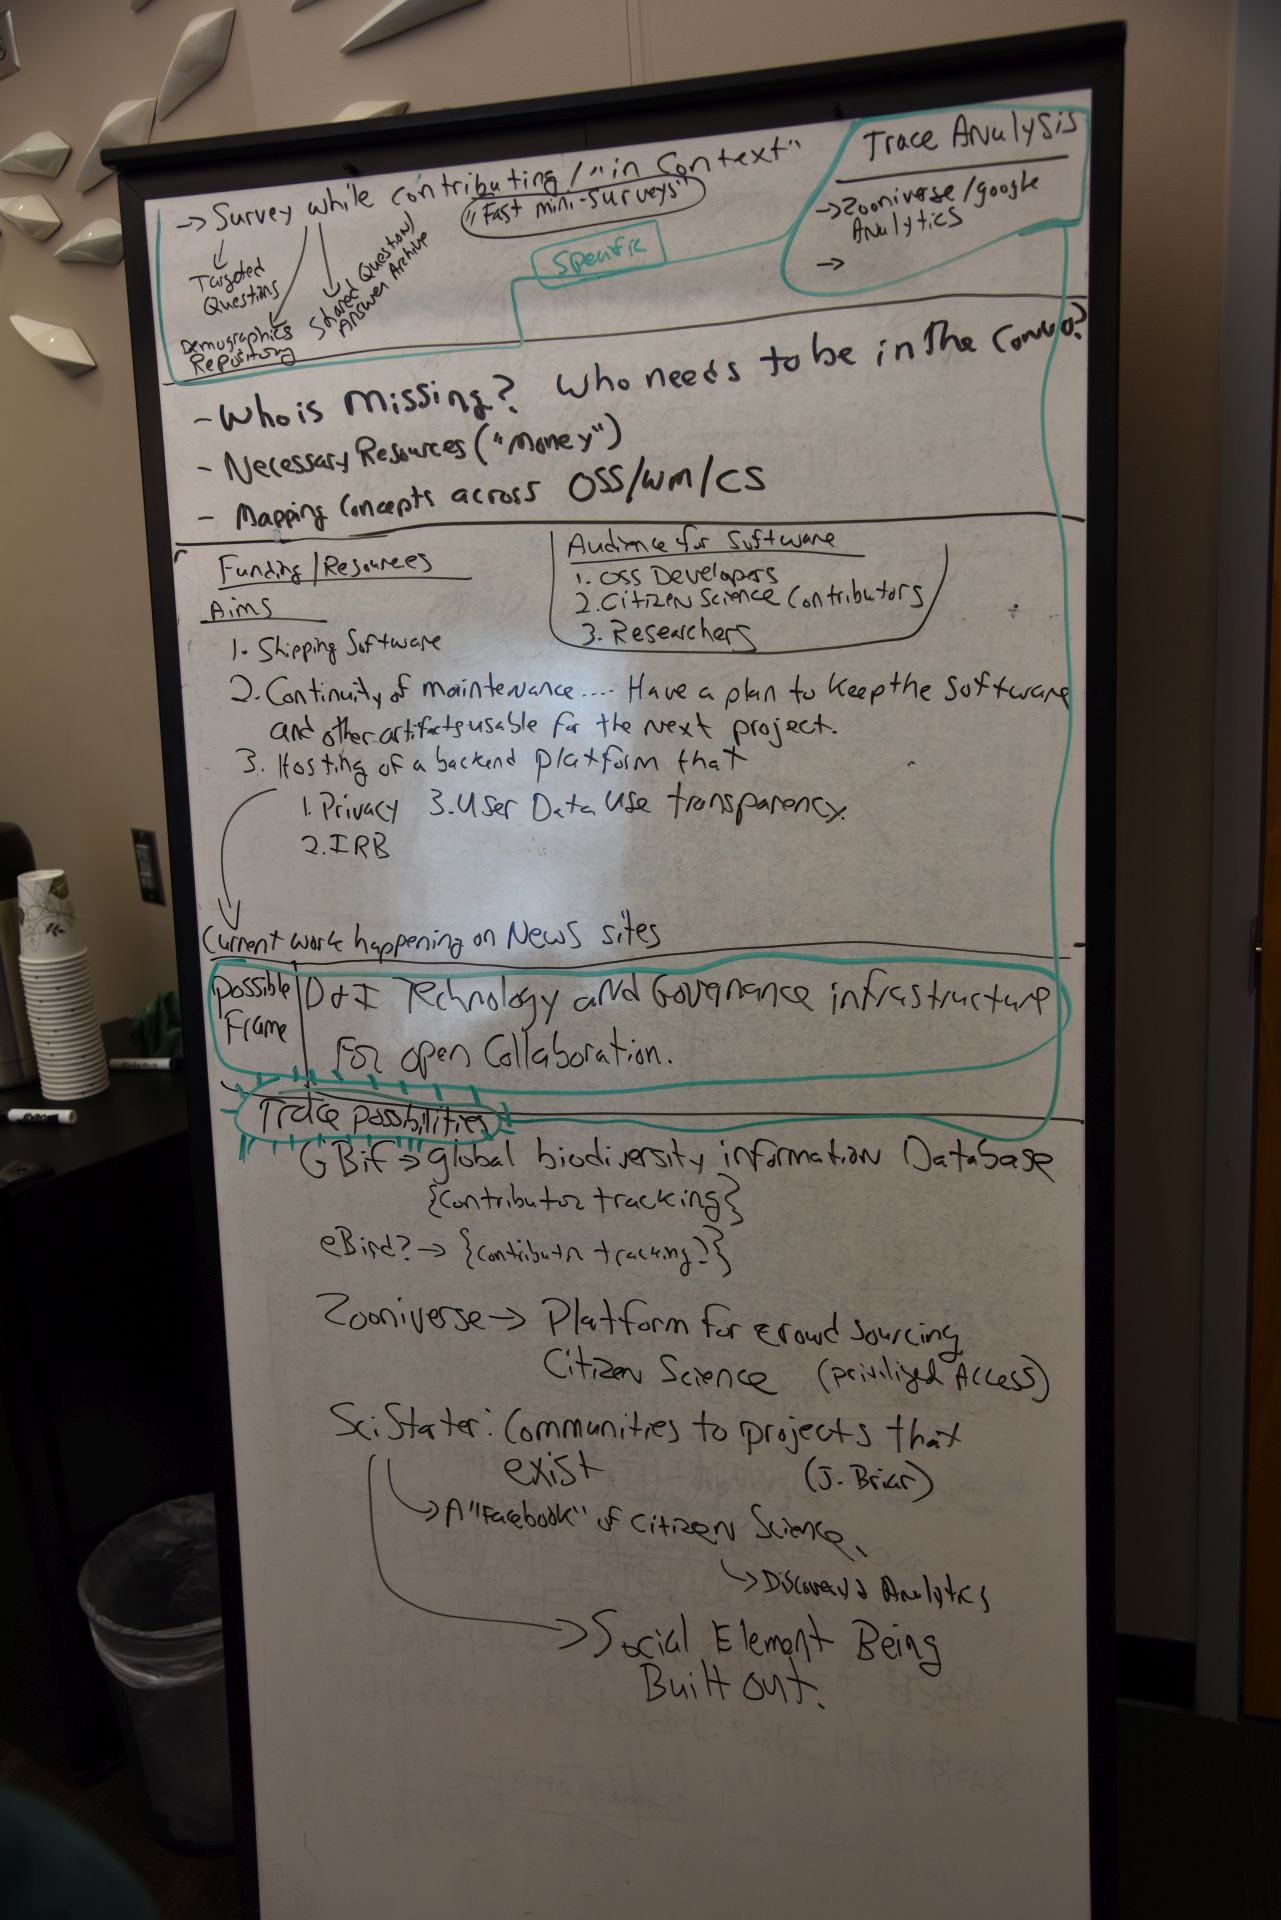 Trace Analysis
→ Zooniverse/google
Analytics
→
→ Survey while contributing/"in Context"
"Fast mini-surveys"
Specific
Targeted
Questions
Shared Question/
Answer Archive
Demographics
Repository
- Who is missing? Who needs to be in the convo?
- Necessary Resources ("Money")
- Mapping Concepts across OSS/WM/CS
Funding/Resources
Aims
1. Shipping Software
Audience for Software
1. OSS Developers
2. Citizen Science Contributors
3. Researchers
2. Continuity of maintenance.... Have a plan to keep the software
and other artifacts usable for the next project.
3. Hosting of a backend platform that
1. Privacy 3. User Data Use transparency.
2. IRB
Current work happening on News sites
possible
Frame
D&I Technology and Governance infrastructure
For open Collaboration.
Trace possibilities
GBif → global biodiversity information Database
{contributor tracking}
eBird? → {contributn tracking?}
Zooniverse → Platform for crowd sourcing
Citizen Science (privilized Access)
SciStarter: Communities to projects that
exist (J. Briar)
→ A "Facebook" of Citizen Science.
→ Discovery & Analytics
→ Social Element Being
Built out.
EXPO